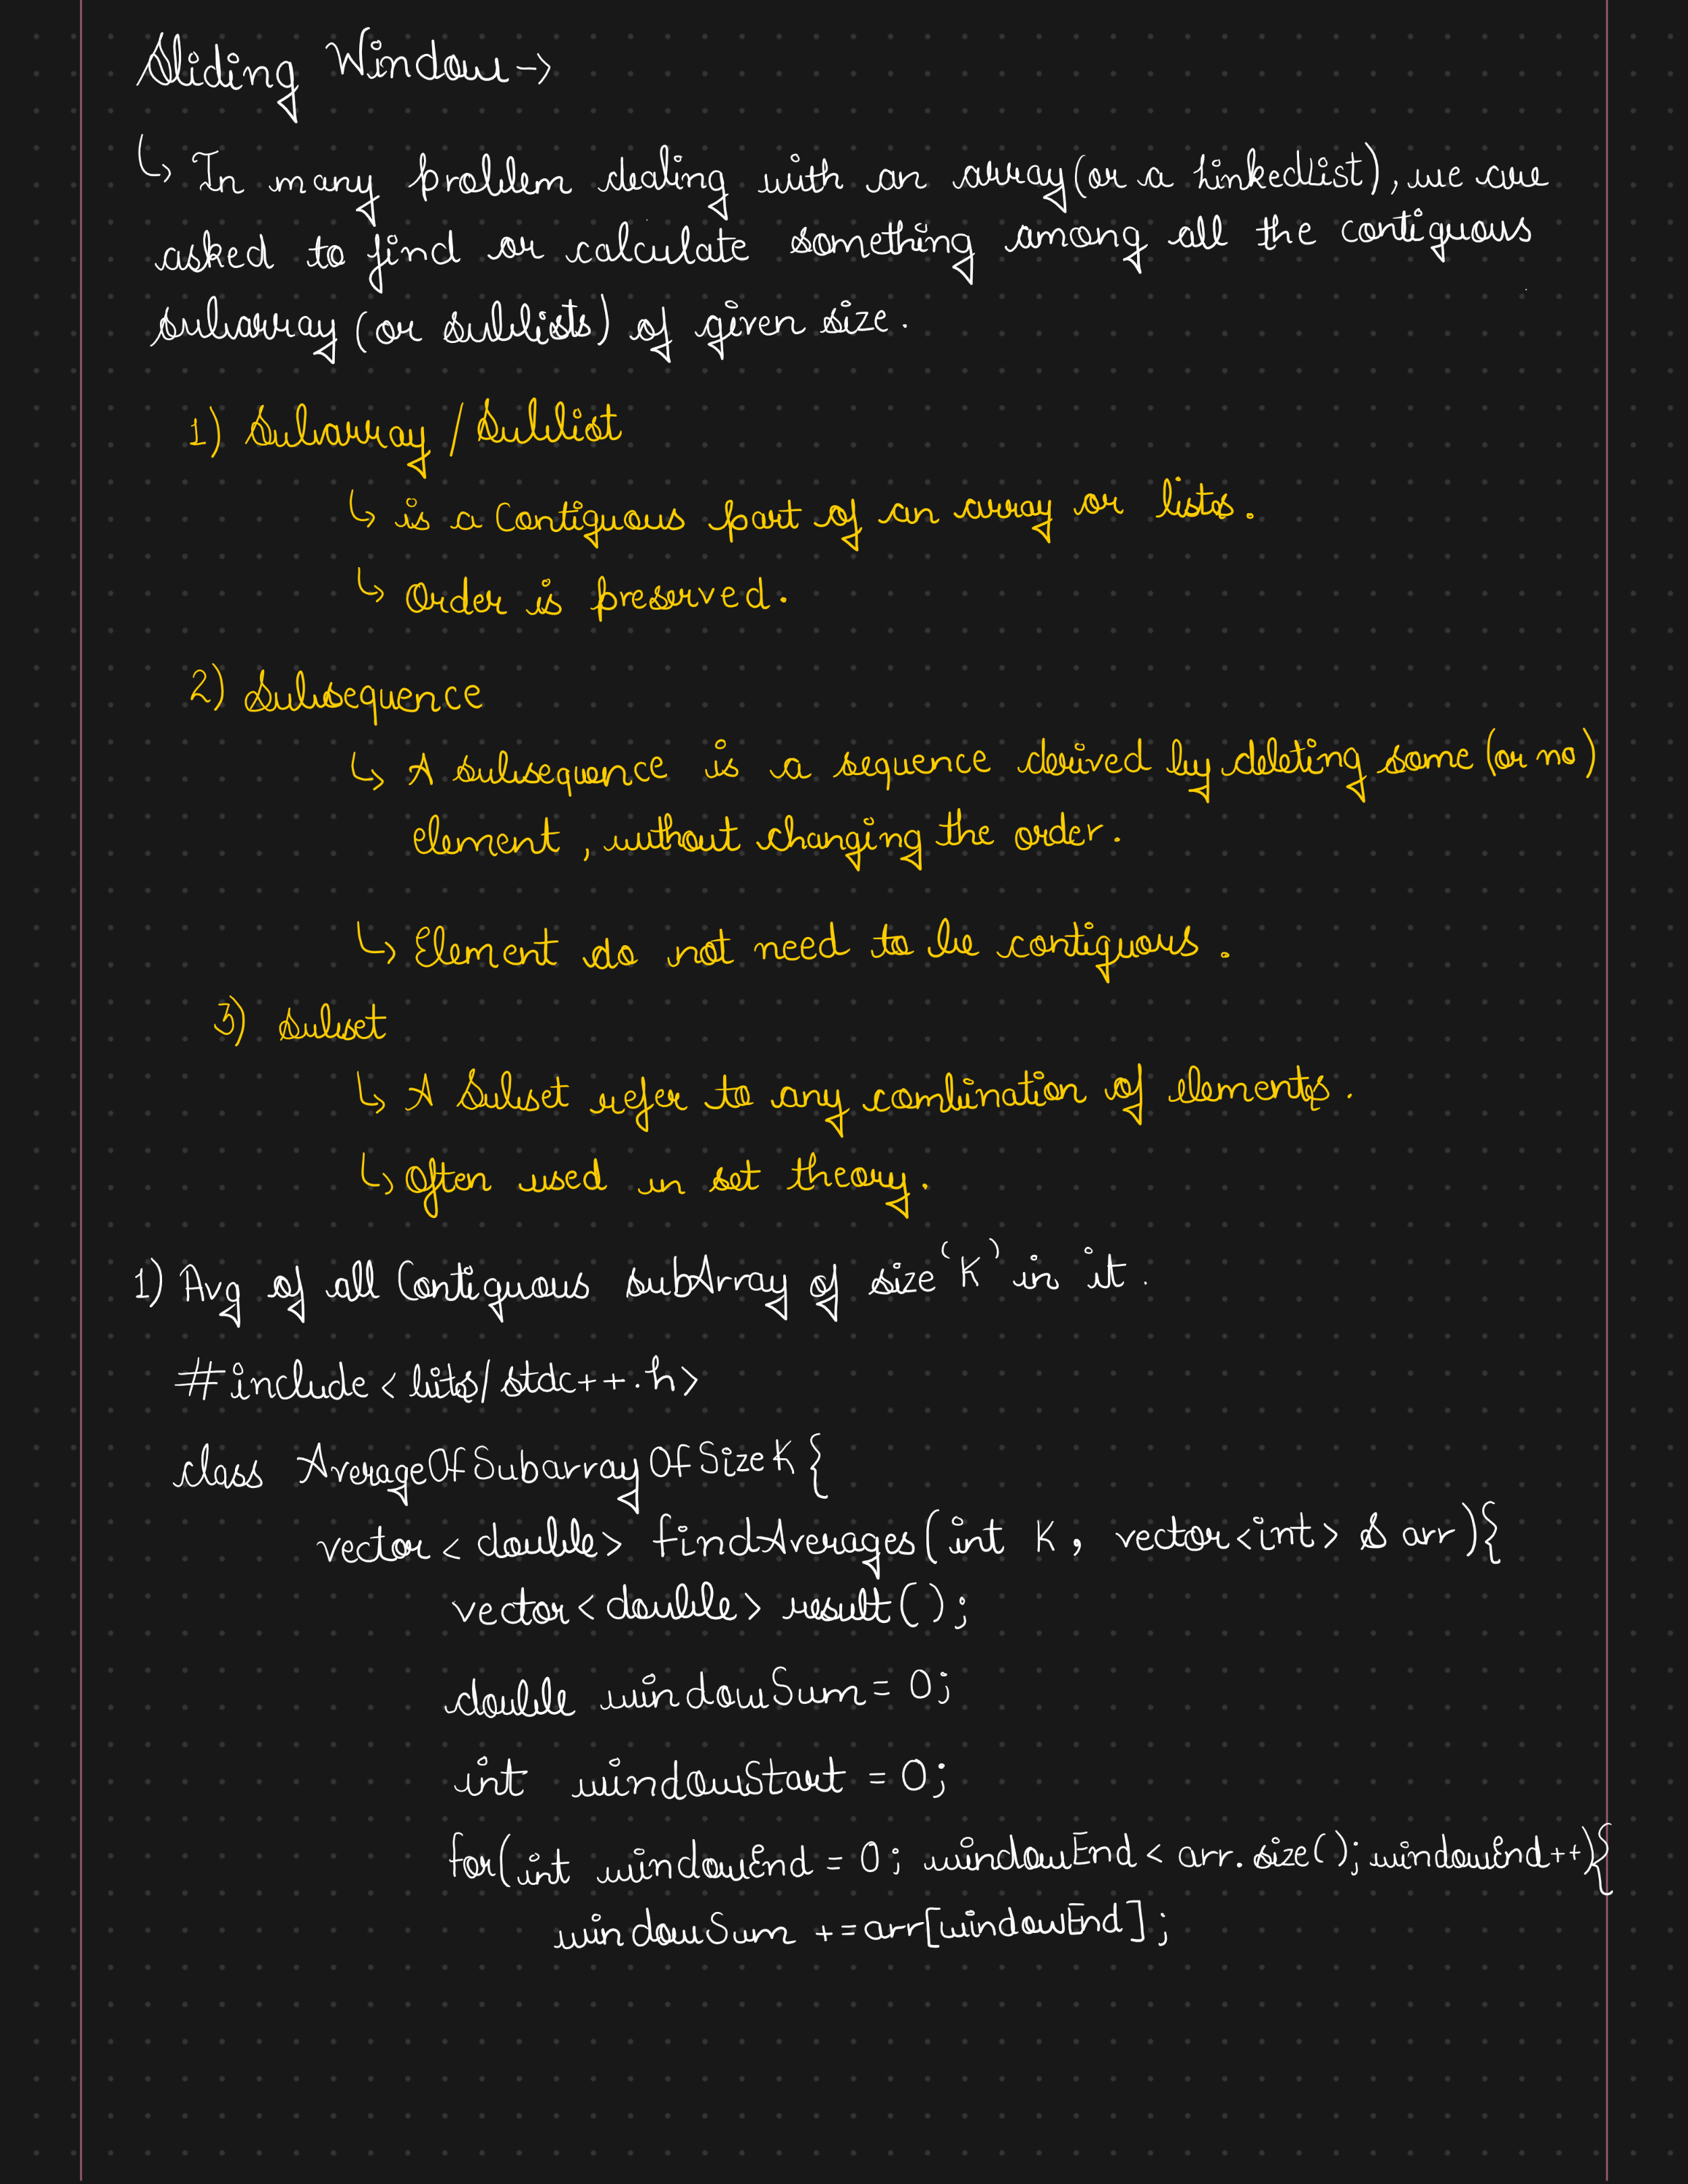 Sliding Window →
↳ In many problem dealing with an array (or a LinkedList), we are
asked to find or calculate something among all the contiguous
subarray (or sublists) of given size.
1) Subarray / Sublist
↳ is a Contiguous part of an array or lists.
↳ Order is preserved.
2) Subsequence
↳ A subsequence is a sequence derived by deleting some (or no)
element, without changing the order.
↳ Element do not need to be contiguous.
3) subset
↳ A Subset refer to any combination of elements.
↳ Often used in set theory.
1) Avg of all Contiguous subArray of size 'K' in it.
#include <bits/stdc++.h>
class AverageOfSubarrayOfSizeK {
vector<double> findAverages(int K, vector<int> & arr){
vector<double> result();
double windowSum = 0;
int windowStart = 0;
for(int windowEnd = 0; windowEnd < arr.size(); windowEnd++){
windowSum += arr[windowEnd];